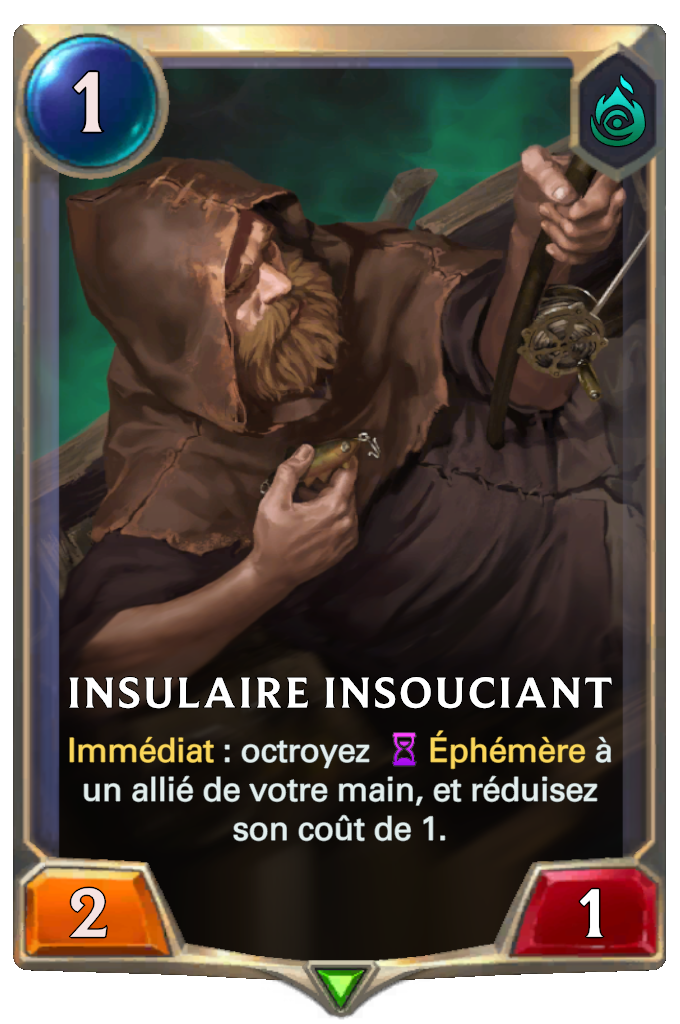 1
INSULAIRE INSOUCIANT
Immédiat : octroyez Éphémère à
un allié de votre main, et réduisez
son coût de 1.
2 1